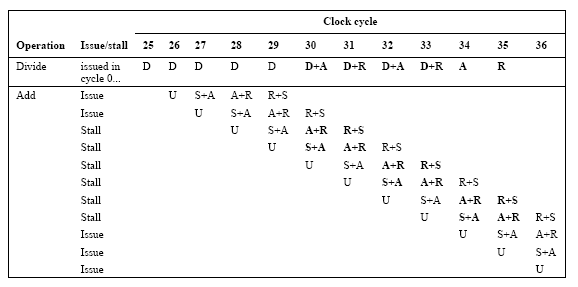 Clock cycle
Operation Issue/stall 25 26 27 28 29 30 31 32 33 34 35 36
Divide issued in cycle 0... D D D D D D+A D+R D+A D+R A R
Add Issue U S+A A+R R+S
Issue U S+A A+R R+S
Stall U S+A A+R R+S
Stall U S+A A+R R+S
Stall U S+A A+R R+S
Stall U S+A A+R R+S
Stall U S+A A+R R+S
Stall U S+A A+R R+S
Issue U S+A A+R
Issue U S+A
Issue U